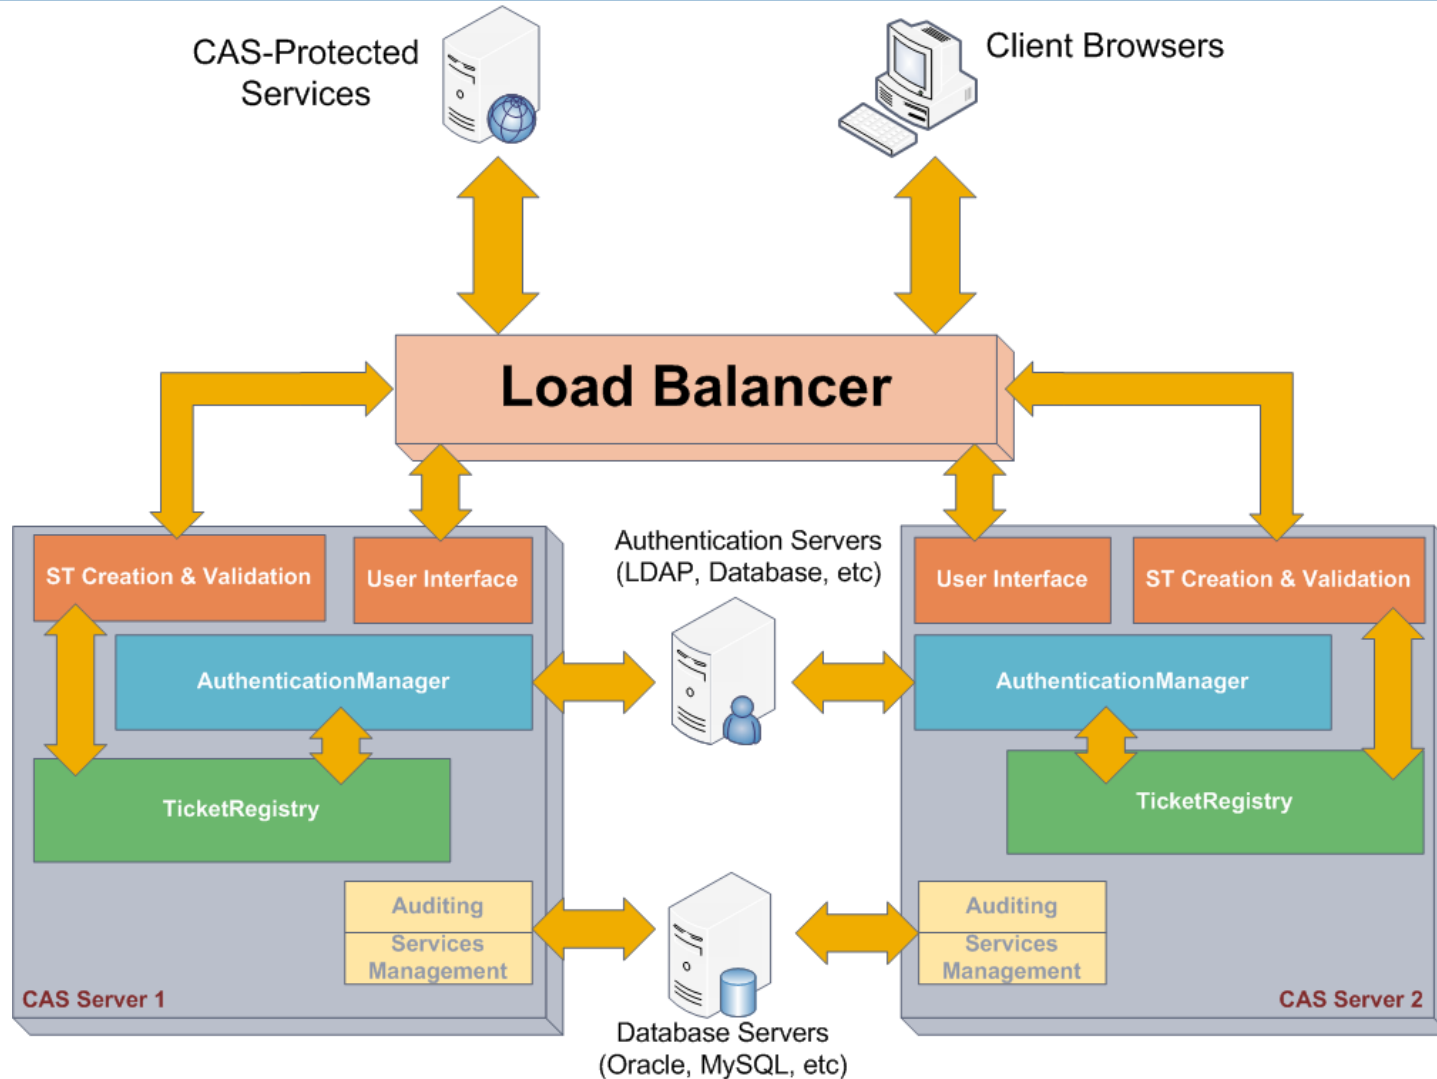 CAS-Protected
Services
Client Browsers
Load Balancer
ST Creation & Validation
User Interface
AuthenticationManager
TicketRegistry
Auditing
Services
Management
CAS Server 1
Authentication Servers
(LDAP, Database, etc)
Database Servers
(Oracle, MySQL, etc)
User Interface
ST Creation & Validation
AuthenticationManager
TicketRegistry
Auditing
Services
Management
CAS Server 2